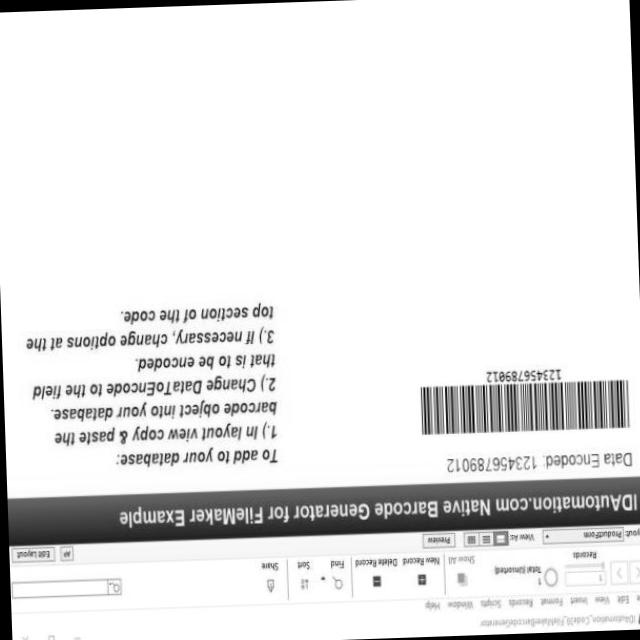 IDAutomation_Code39_FileMakerBarcodeGenerator
Edit View Insert Format Records Scripts Window Help
1
1
Total (Unsorted)
Records
Show All
New Record
Delete Record
Find
Sort
Share
ProductForm
View As:
Preview
Edit Layout
IDAutomation.com Native Barcode Generator for FileMaker Example
Data Encoded: 123456789012
123456789012
To add to your database:
1.) In layout view copy & paste the
barcode object into your database.
2.) Change DataToEncode to the field
that is to be encoded.
3.) If necessary, change options at the
top section of the code.